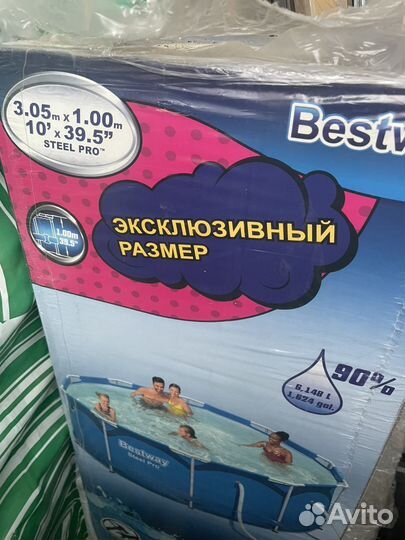 3.05m x 1.00m
10' x 39.5"
STEEL PRO™
Bestw
ЭКСКЛЮЗИВНЫЙ
РАЗМЕР
1.00m
39.5"
90%
6,148 L
1,624 gal.
Bestway
Steel Pro
Avito